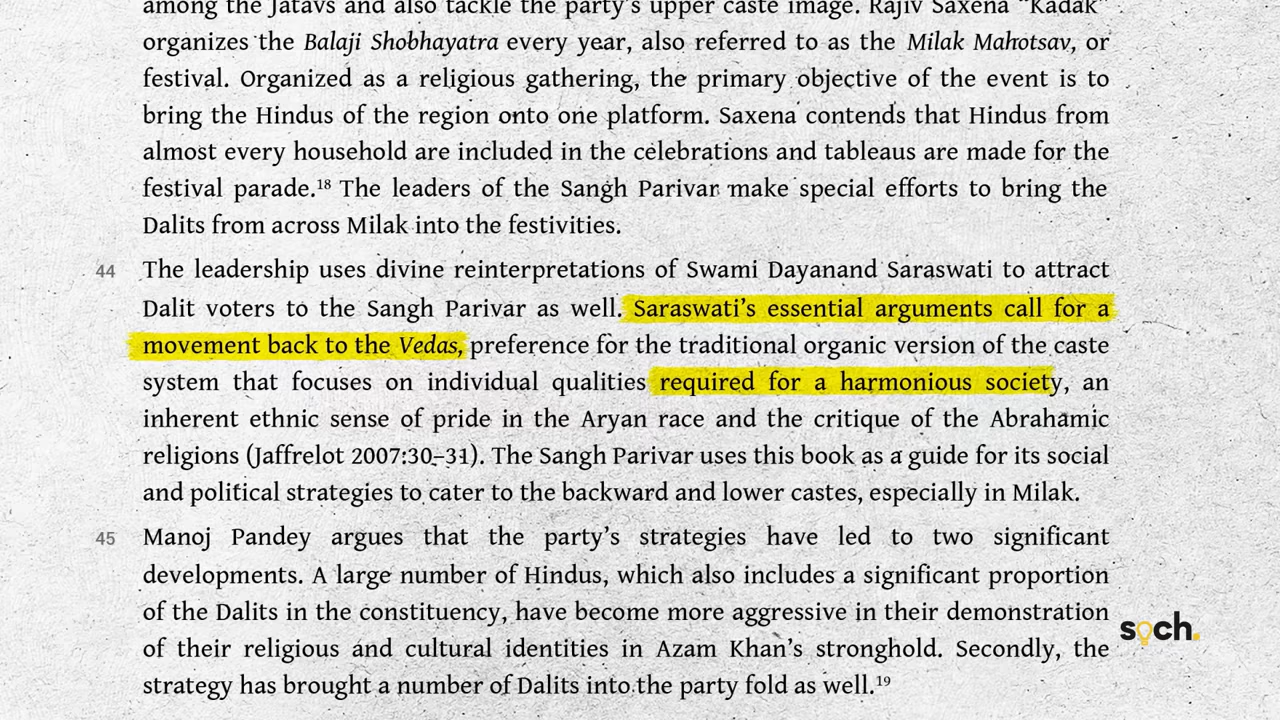 among the Jatavs and also tackle the party's upper caste image. Rajiv Saxena "Kadak"
organizes the Balaji Shobhayatra every year, also referred to as the Milak Mahotsav, or
festival. Organized as a religious gathering, the primary objective of the event is to
bring the Hindus of the region onto one platform. Saxena contends that Hindus from
almost every household are included in the celebrations and tableaus are made for the
festival parade.¹⁸ The leaders of the Sangh Parivar make special efforts to bring the
Dalits from across Milak into the festivities.
44 The leadership uses divine reinterpretations of Swami Dayanand Saraswati to attract
Dalit voters to the Sangh Parivar as well. Saraswati's essential arguments call for a
movement back to the Vedas, preference for the traditional organic version of the caste
system that focuses on individual qualities required for a harmonious society, an
inherent ethnic sense of pride in the Aryan race and the critique of the Abrahamic
religions (Jaffrelot 2007:30–31). The Sangh Parivar uses this book as a guide for its social
and political strategies to cater to the backward and lower castes, especially in Milak.
45 Manoj Pandey argues that the party's strategies have led to two significant
developments. A large number of Hindus, which also includes a significant proportion
of the Dalits in the constituency, have become more aggressive in their demonstration
of their religious and cultural identities in Azam Khan's stronghold. Secondly, the
strategy has brought a number of Dalits into the party fold as well.¹⁹
soch.